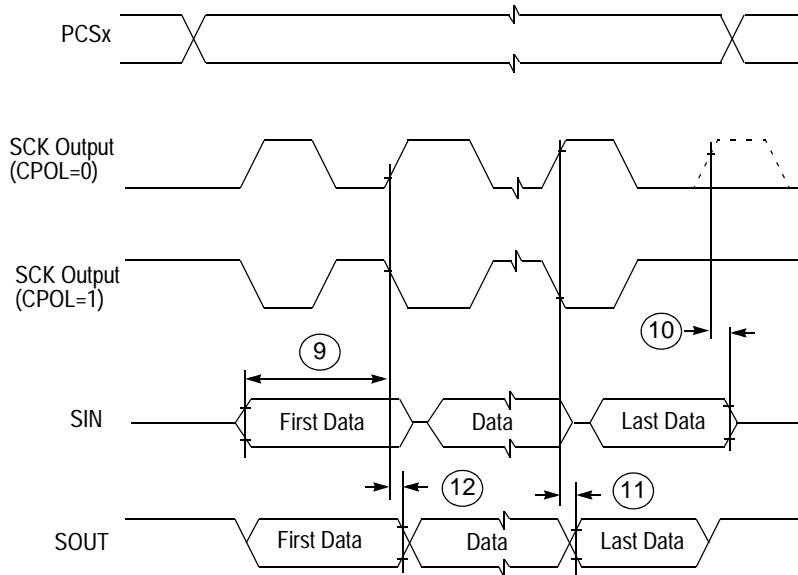 PCSx
SCK Output
(CPOL=0)
SCK Output
(CPOL=1)
10
9
SIN
First Data
Data
Last Data
12
11
SOUT
First Data
Data
Last Data